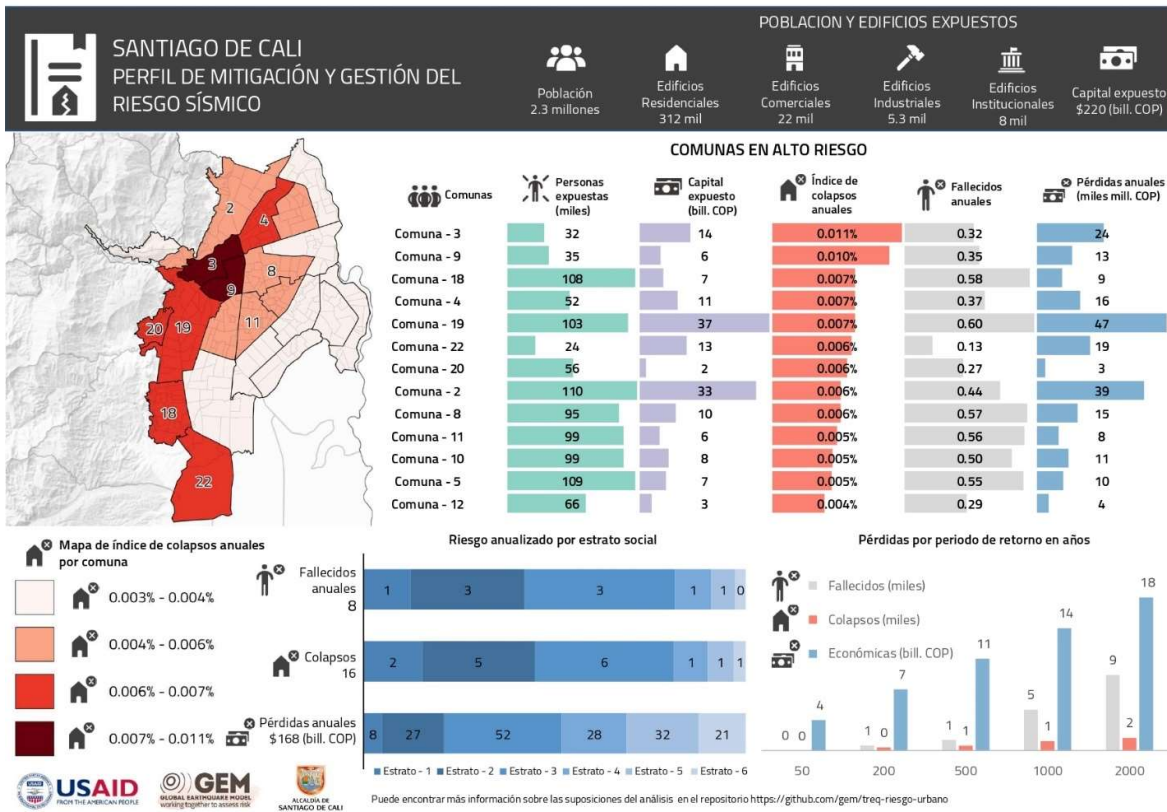 SANTIAGO DE CALI
PERFIL DE MITIGACIÓN Y GESTIÓN DEL
RIESGO SÍSMICO
POBLACION Y EDIFICIOS EXPUESTOS
Población
2.3 millones
Edificios
Residenciales
312 mil
Edificios
Comerciales
22 mil
Edificios
Industriales
5.3 mil
Edificios
Institucionales
8 mil
Capital expuesto
$220 (bill. COP)
2
4
3
8
9
11
20
19
18
22
COMUNAS EN ALTO RIESGO
Comunas
Personas
expuestas
(miles)
Capital
expuesto
(bill. COP)
Índice de
colapsos
anuales
Fallecidos
anuales
Pérdidas anuales
(miles mill. COP)
Comuna - 3 32 14 0.011% 0.32 24
Comuna - 9 35 6 0.010% 0.35 13
Comuna - 18 108 7 0.007% 0.58 9
Comuna - 4 52 11 0.007% 0.37 16
Comuna - 19 103 37 0.007% 0.60 47
Comuna - 22 24 13 0.006% 0.13 19
Comuna - 20 56 2 0.006% 0.27 3
Comuna - 2 110 33 0.006% 0.44 39
Comuna - 8 95 10 0.006% 0.57 15
Comuna - 11 99 6 0.005% 0.56 8
Comuna - 10 99 8 0.005% 0.50 11
Comuna - 5 109 7 0.005% 0.55 10
Comuna - 12 66 3 0.004% 0.29 4
Mapa de índice de colapsos anuales
por comuna
0.003% - 0.004%
0.004% - 0.006%
0.006% - 0.007%
0.007% - 0.011%
Riesgo anualizado por estrato social
Fallecidos
anuales
8
1 3 3 1 1 0
Colapsos
16
2 5 6 1 1 1
Pérdidas anuales
$168 (bill. COP)
8 27 52 28 32 21
Estrato - 1 Estrato - 2 Estrato - 3 Estrato - 4 Estrato - 5 Estrato - 6
Pérdidas por periodo de retorno en años
Fallecidos (miles)
Colapsos (miles)
Económicas (bill. COP)
0 0 4
1 0 7
1 1 11
5 1 14
9 2 18
50 200 500 1000 2000
USAID
FROM THE AMERICAN PEOPLE
GEM
GLOBAL EARTHQUAKE MODEL
working together to assess risk
ALCALDÍA DE
SANTIAGO DE CALI
Puede encontrar más información sobre las suposiciones del análisis en el repositorio https://github.com/gem/treq-riesgo-urbano